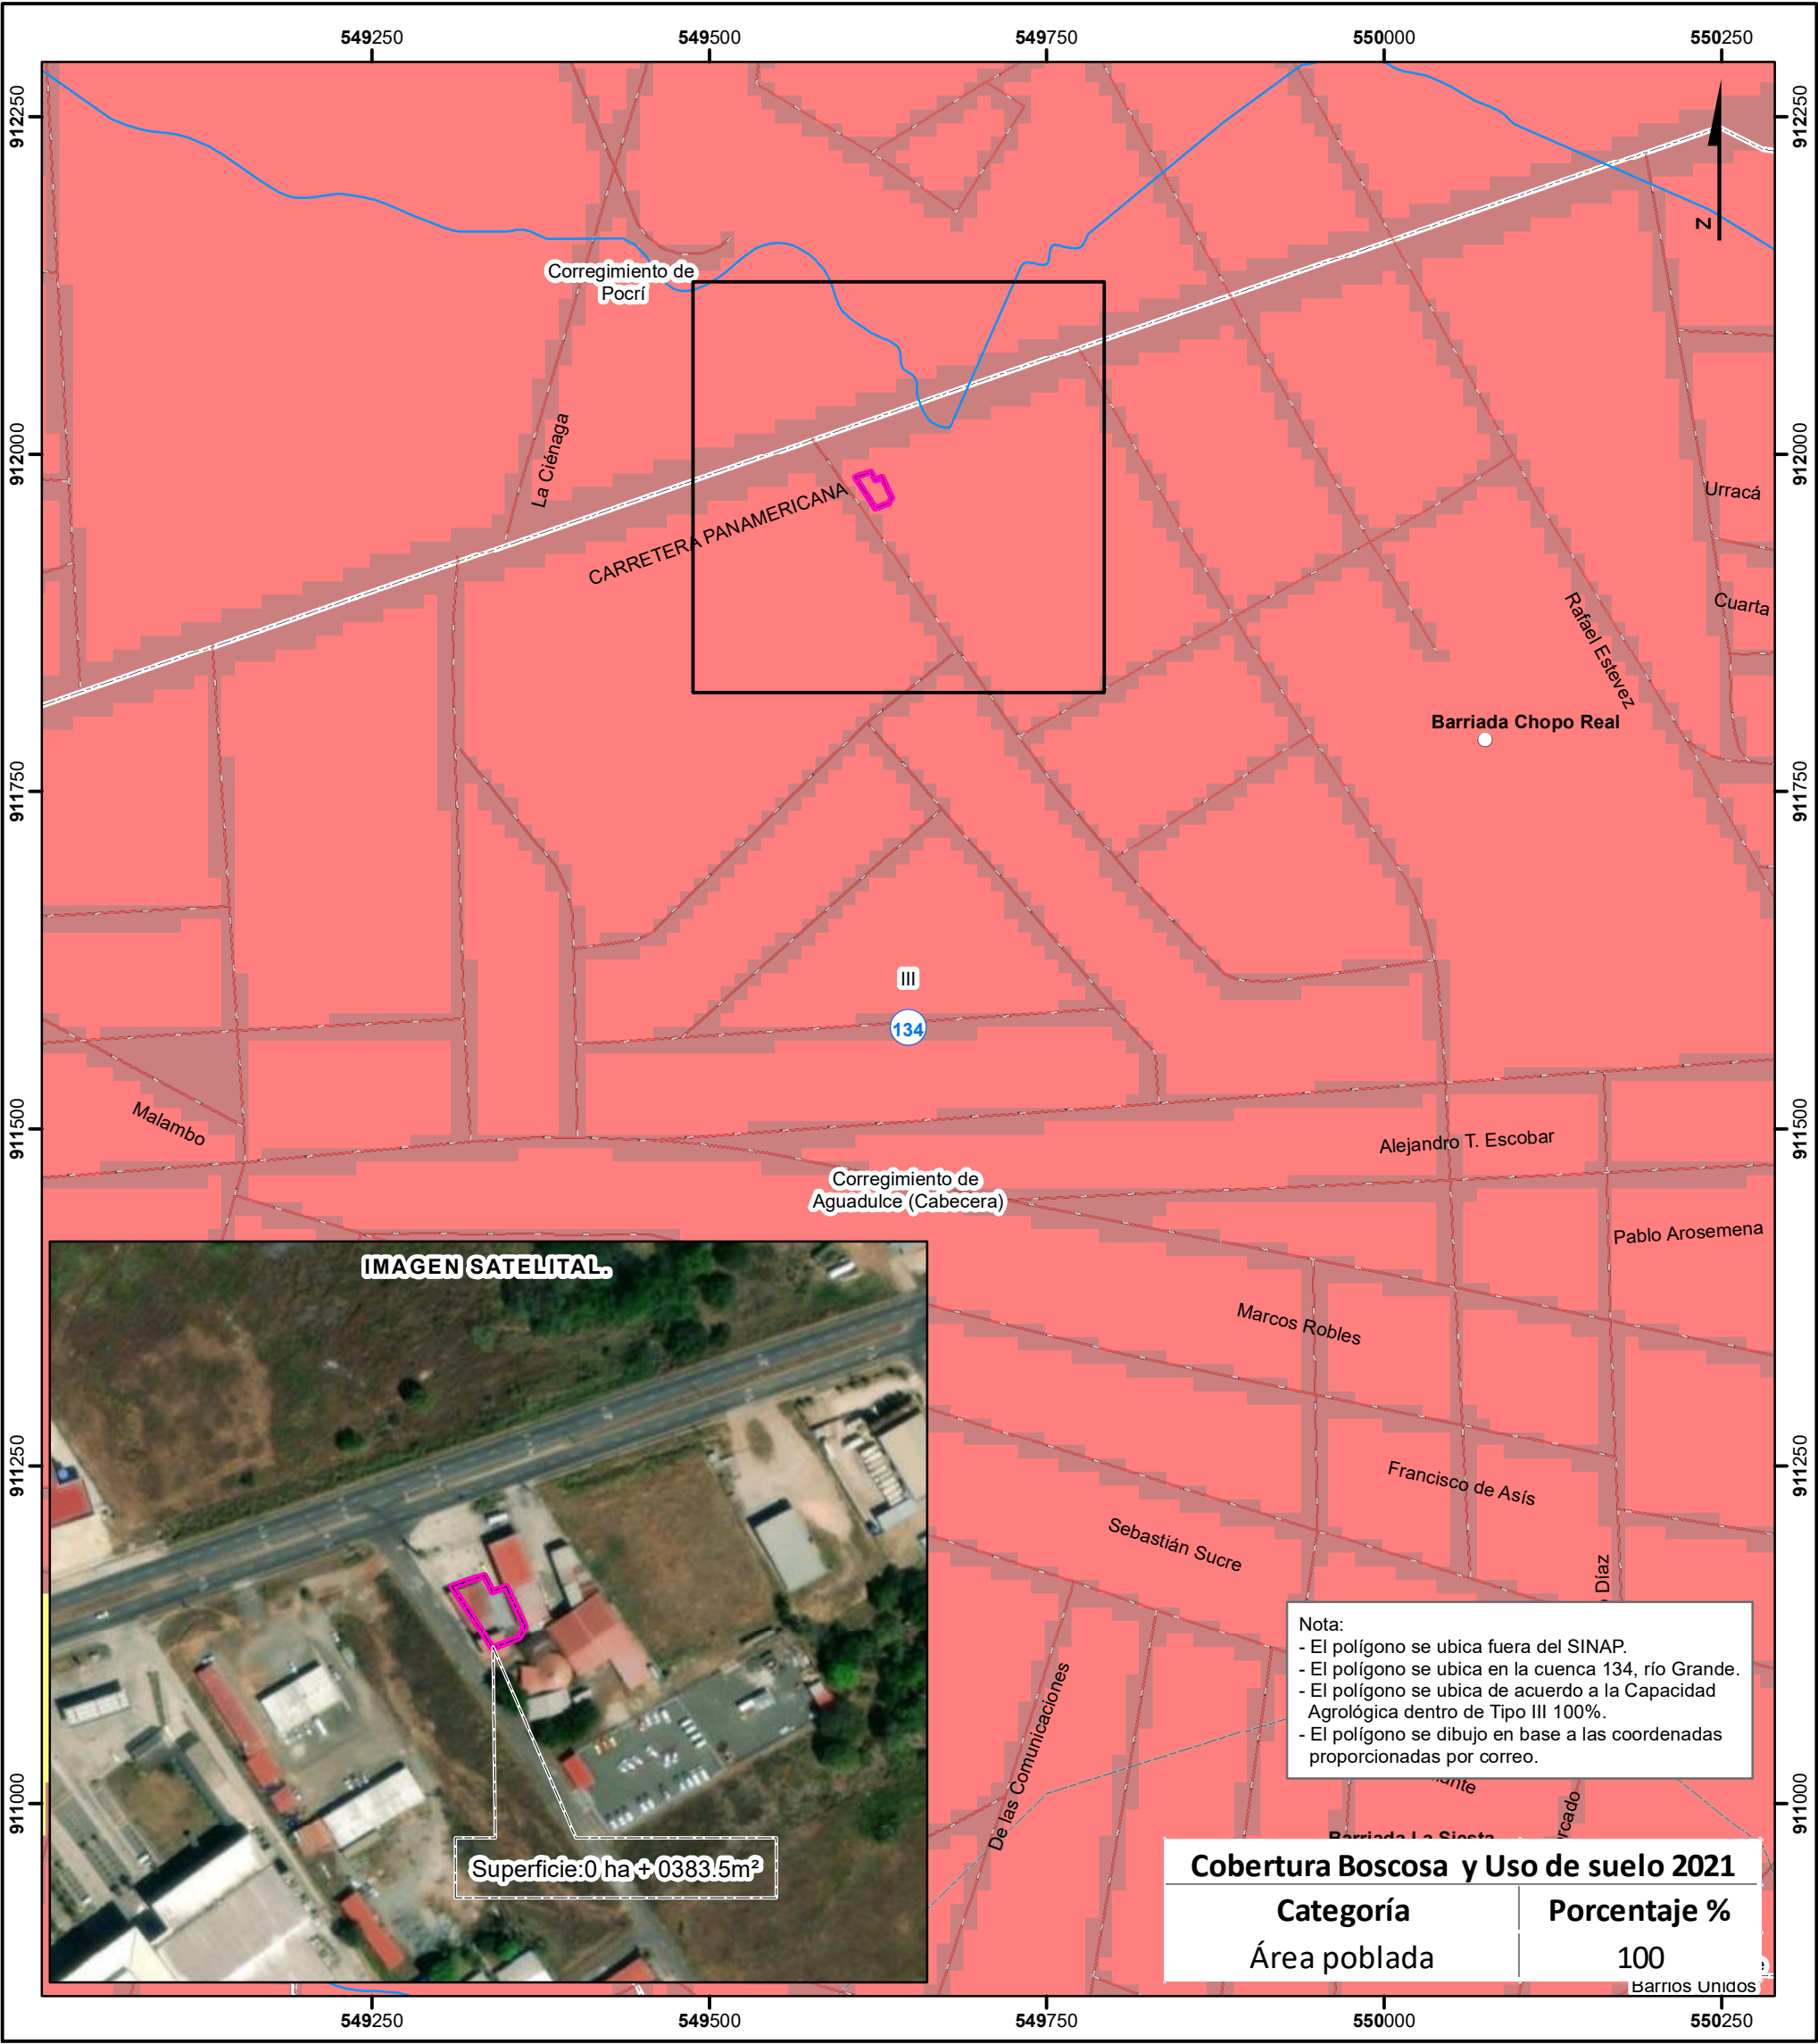 549250 549500 549750 550000 550250
912250 912250
N
Corregimiento de
Pocrí
La Ciénaga
912000 912000
CARRETERA PANAMERICANA
Urracá
Cuarta
Rafael Estevez
Barriada Chopo Real
911750 911750
III
134
Malambo
911500 911500
Alejandro T. Escobar
Corregimiento de
Aguadulce (Cabecera)
Pablo Arosemena
IMAGEN SATELITAL.
Marcos Robles
911250 911250
Francisco de Asís
Sebastián Sucre
Díaz
Nota:
- El polígono se ubica fuera del SINAP.
- El polígono se ubica en la cuenca 134, río Grande.
- El polígono se ubica de acuerdo a la Capacidad
Agrológica dentro de Tipo III 100%.
- El polígono se dibujo en base a las coordenadas
proporcionadas por correo.
De las Comunicaciones
911000 911000
Barriada La Siesta
Superficie:0 ha + 0383.5m²
Cobertura Boscosa y Uso de suelo 2021
Categoría Porcentaje %
Área poblada 100
Barrios Unidos
549250 549500 549750 550000 550250